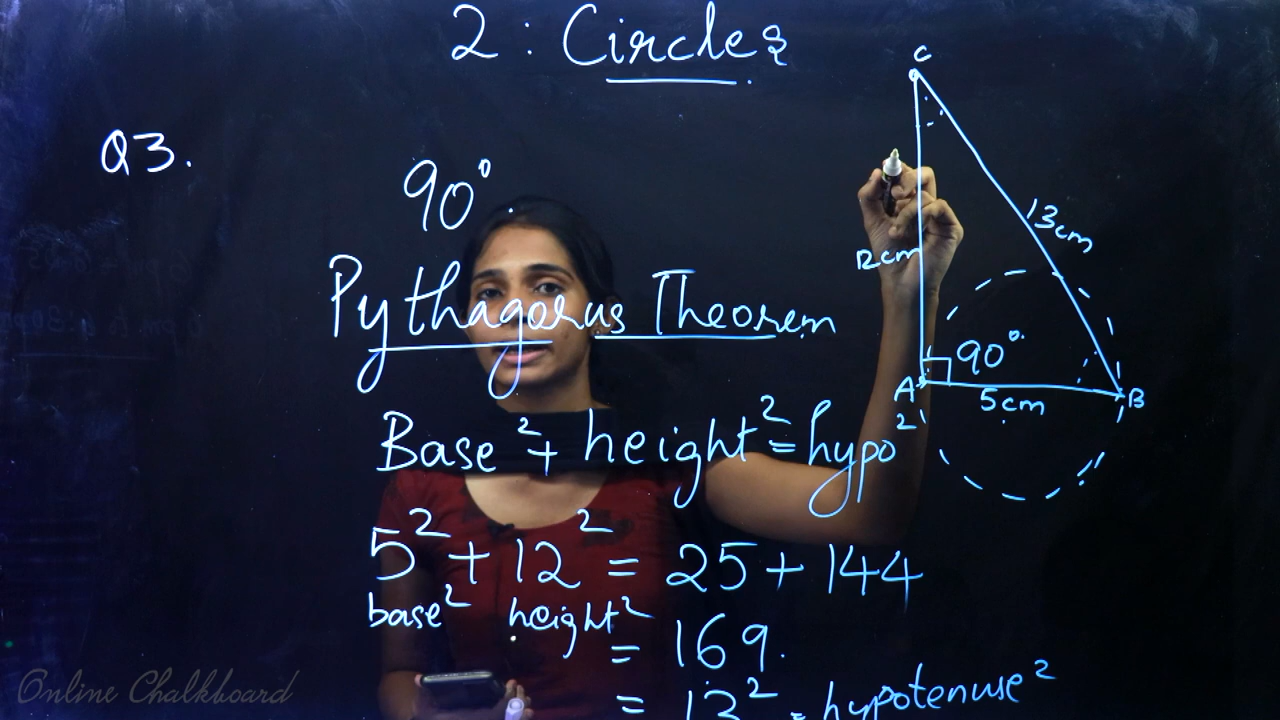 2 : Circles
Q3.
90°
Pythagorus Theorem
Base² + height² = hypo²
5² + 12² = 25 + 144
base² height²
= 169.
= 13² = hypotenuse²
C
13cm
12cm
90°
A
5cm
B
Online Chalkboard